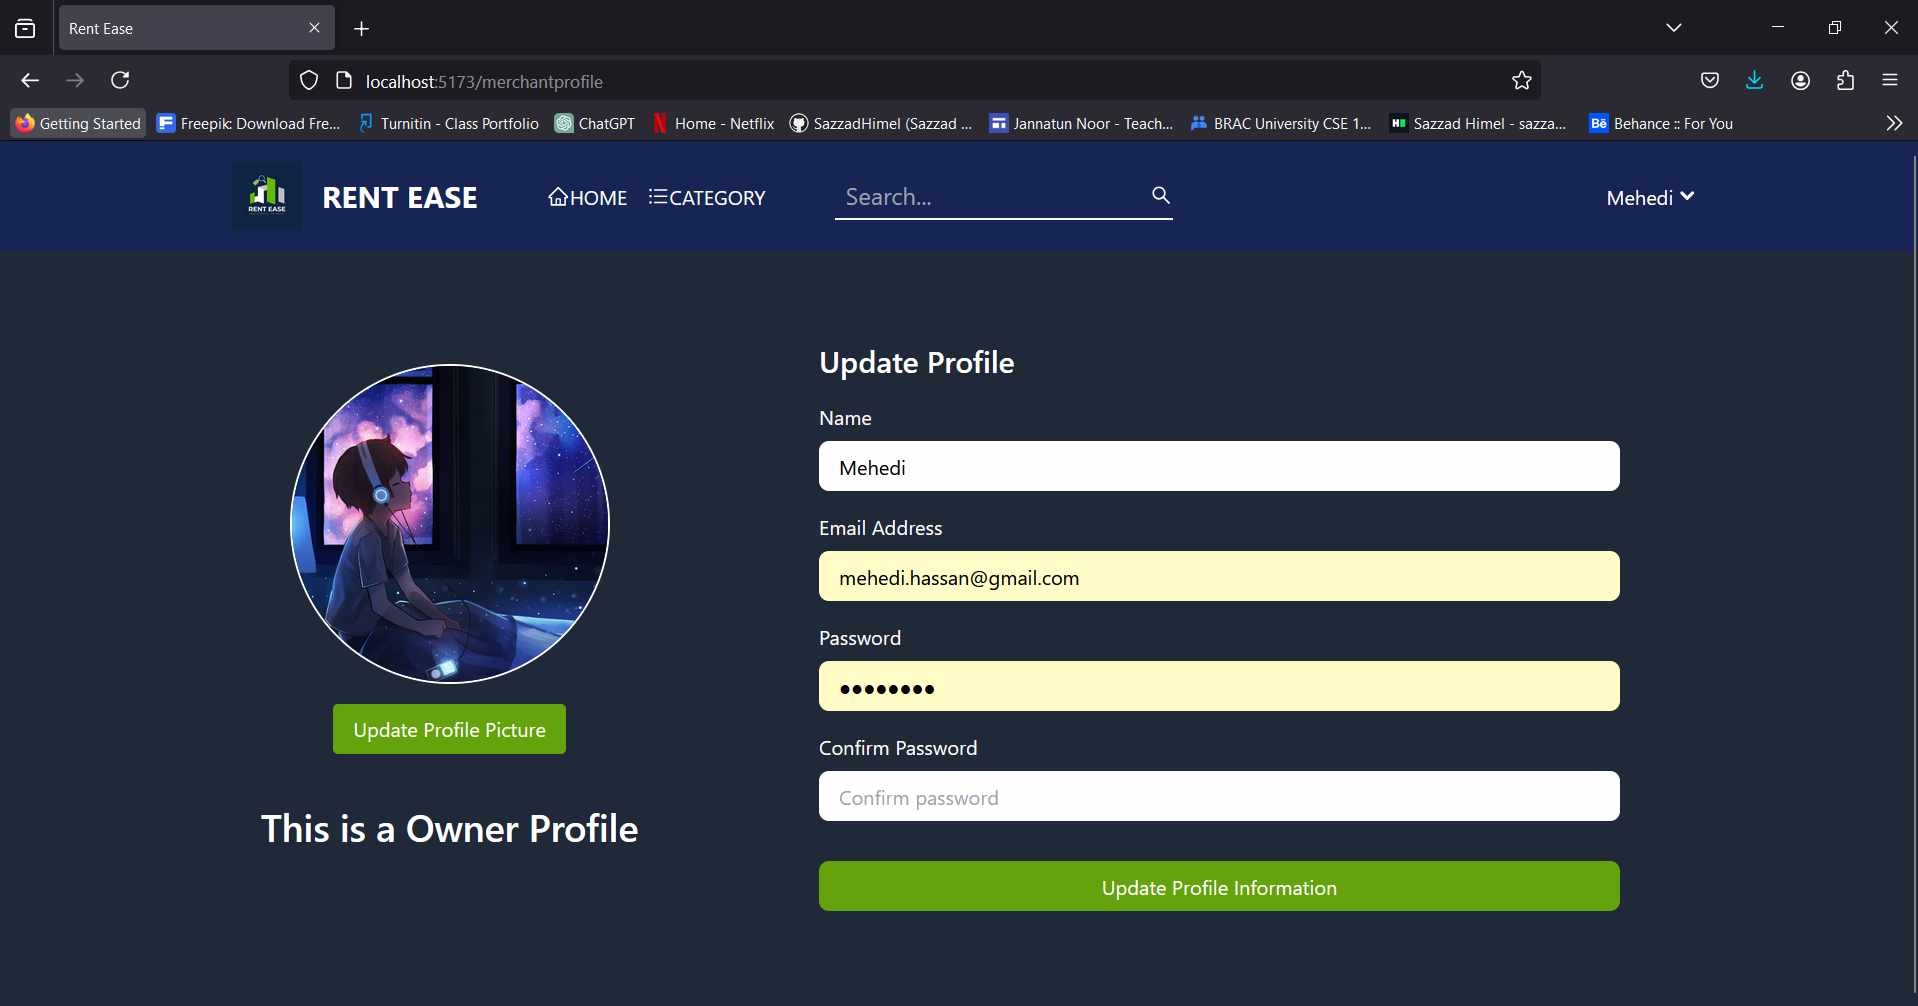 Rent Ease
localhost:5173/merchantprofile
Getting Started
Freepik: Download Fre...
Turnitin - Class Portfolio
ChatGPT
Home - Netflix
SazzadHimel (Sazzad ...
Jannatun Noor - Teach...
BRAC University CSE 1...
Sazzad Himel - sazza...
Behance :: For You
RENT EASE
RENT EASE
HOME
CATEGORY
Search...
Mehedi
Update Profile Picture
This is a Owner Profile
Update Profile
Name
Mehedi
Email Address
mehedi.hassan@gmail.com
Password
••••••••
Confirm Password
Confirm password
Update Profile Information